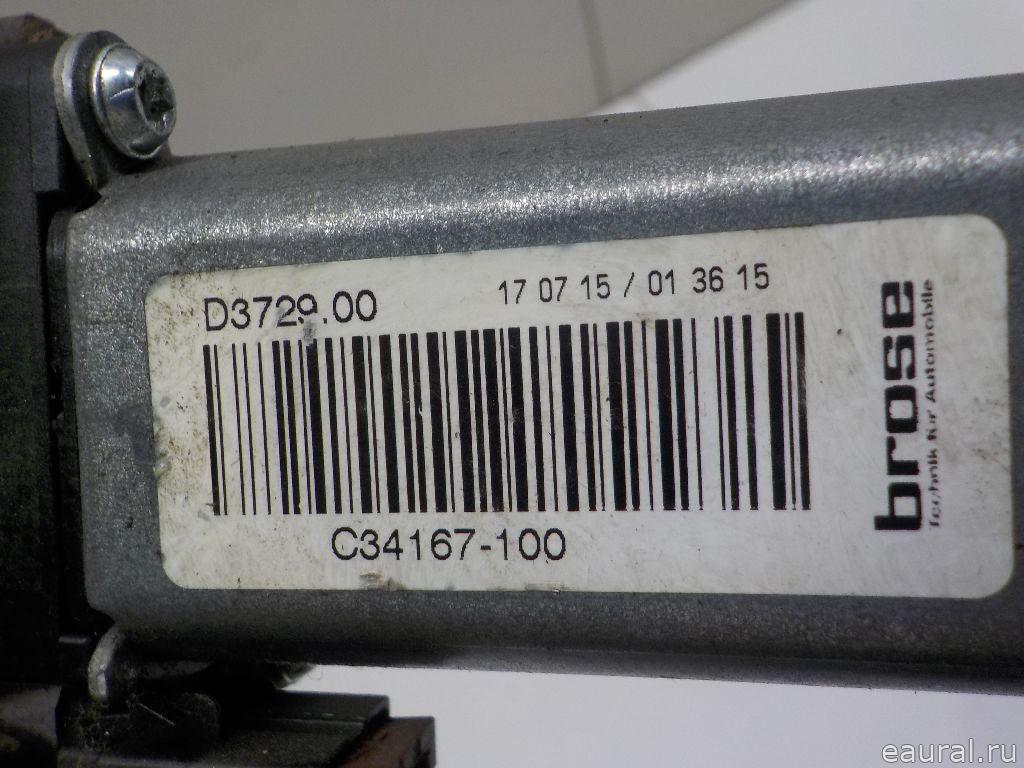 D3729.00
17 07 15 / 01 36 15
C34167-100
brose
Technik für Automobile
eaural.ru